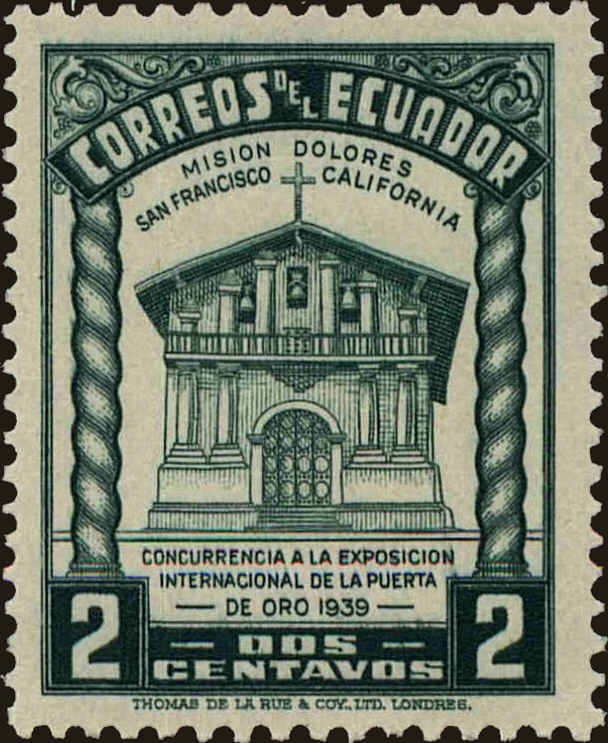 CORREOS DEL ECUADOR
MISION DOLORES
SAN FRANCISCO CALIFORNIA
CONCURRENCIA A LA EXPOSICION
INTERNACIONAL DE LA PUERTA
— DE ORO 1939 —
2 — DOS — 2
CENTAVOS
THOMAS DE LA RUE & COY., LTD. LONDRES.